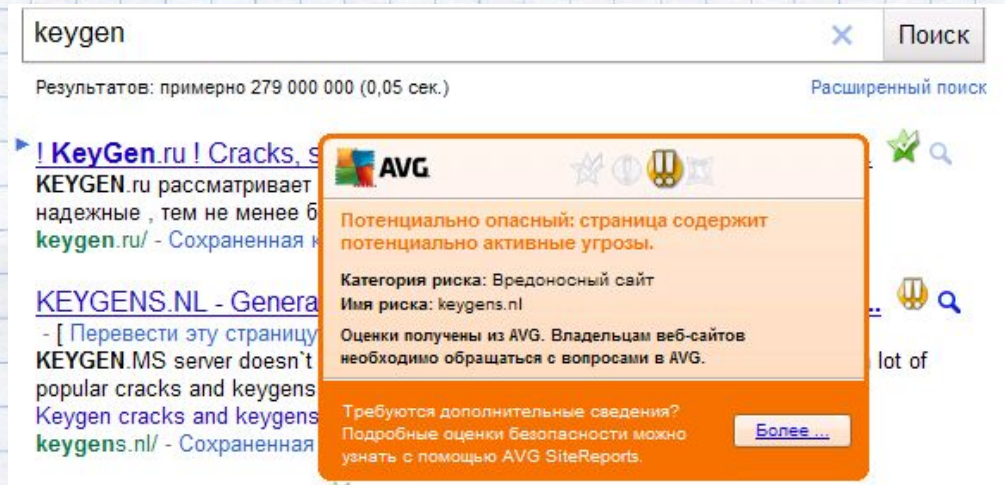 keygen
Поиск
Результатов: примерно 279 000 000 (0,05 сек.)
Расширенный поиск
! KeyGen.ru ! Cracks, s
KEYGEN.ru рассматривает
надежные , тем не менее б
keygen.ru/ - Сохраненная к
AVG
Потенциально опасный: страница содержит
потенциально активные угрозы.
Категория риска: Вредоносный сайт
Имя риска: keygens.nl
Оценки получены из AVG. Владельцам веб-сайтов
необходимо обращаться с вопросами в AVG.
Требуются дополнительные сведения?
Подробные оценки безопасности можно
узнать с помощью AVG SiteReports.
Более ...
KEYGENS.NL - Genera ..
- [ Перевести эту страницу
KEYGEN.MS server doesn`t lot of
popular cracks and keygens
Keygen cracks and keygens
keygens.nl/ - Сохраненная